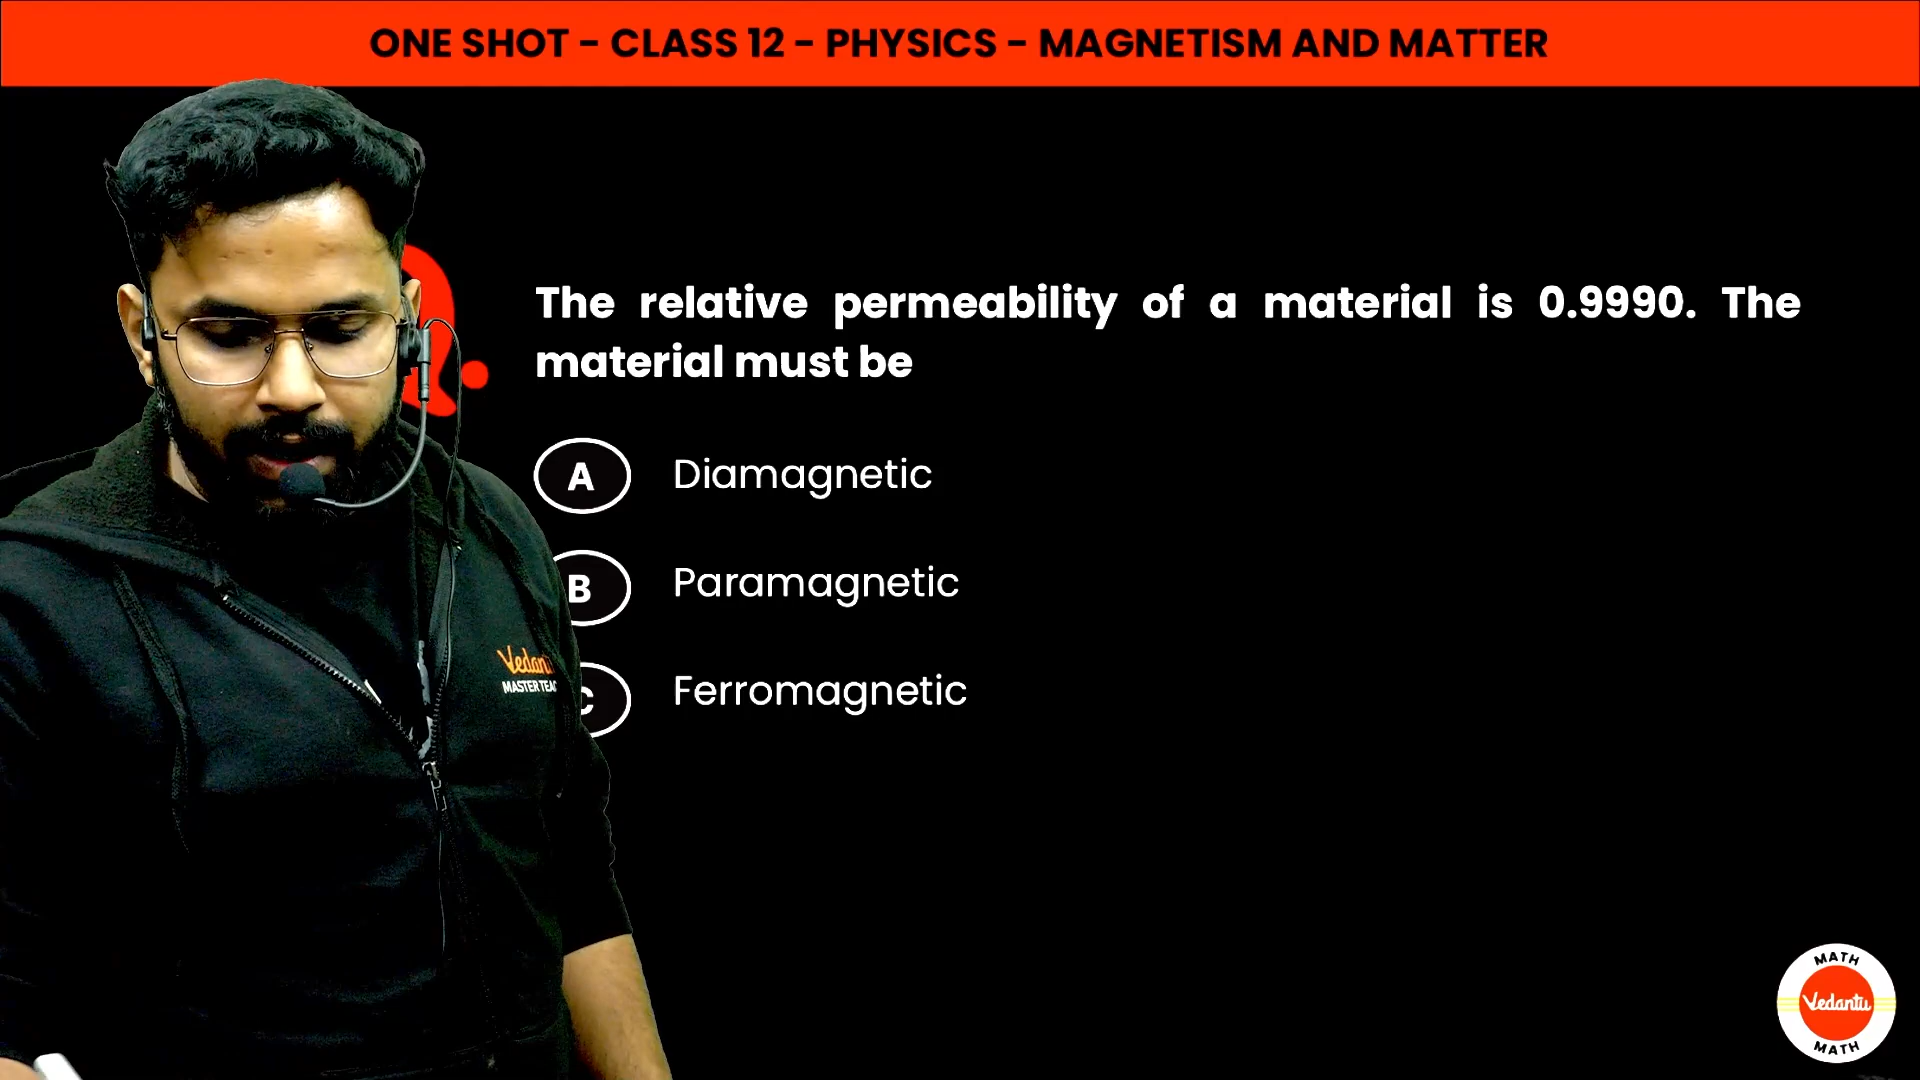 ONE SHOT - CLASS 12 - PHYSICS - MAGNETISM AND MATTER
The relative permeability of a material is 0.9990. The
material must be
A Diamagnetic
B Paramagnetic
C Ferromagnetic
MASTER
MATH
Vedantu
MATH